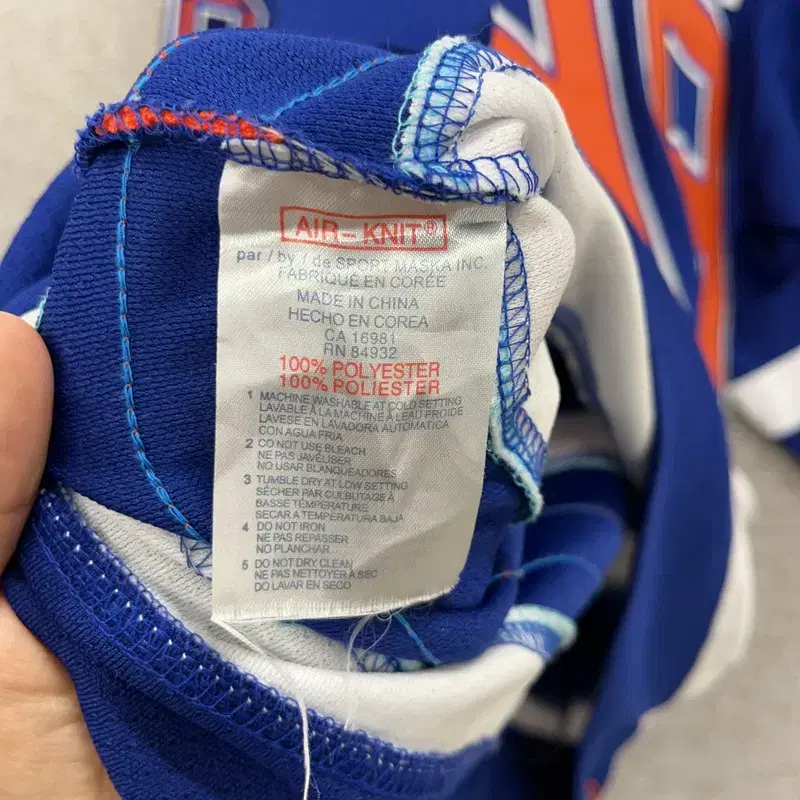 AIR-KNIT®
par / by / de SPORT MASKA INC.
FABRIQUÉ EN CORÉE
MADE IN CHINA
HECHO EN COREA
CA 16981
RN 84932
100% POLYESTER
100% POLIESTER
1 MACHINE WASHABLE AT COLD SETTING
LAVABLE À LA MACHINE À L'EAU FROIDE
LAVESE EN LAVADORA AUTOMATICA
CON AGUA FRIA
2 DO NOT USE BLEACH
NE PAS JAVELISER
NO USAR BLANQUEADORES
3 TUMBLE DRY AT LOW SETTING
SÉCHER PAR CULBUTAGE À
BASSE TEMPÉRATURE
SECAR A TEMPERATURA BAJA
4 DO NOT IRON
NE PAS REPASSER
NO PLANCHAR
5 DO NOT DRY CLEAN
NE PAS NETTOYER À SEC
DO LAVAR EN SECO